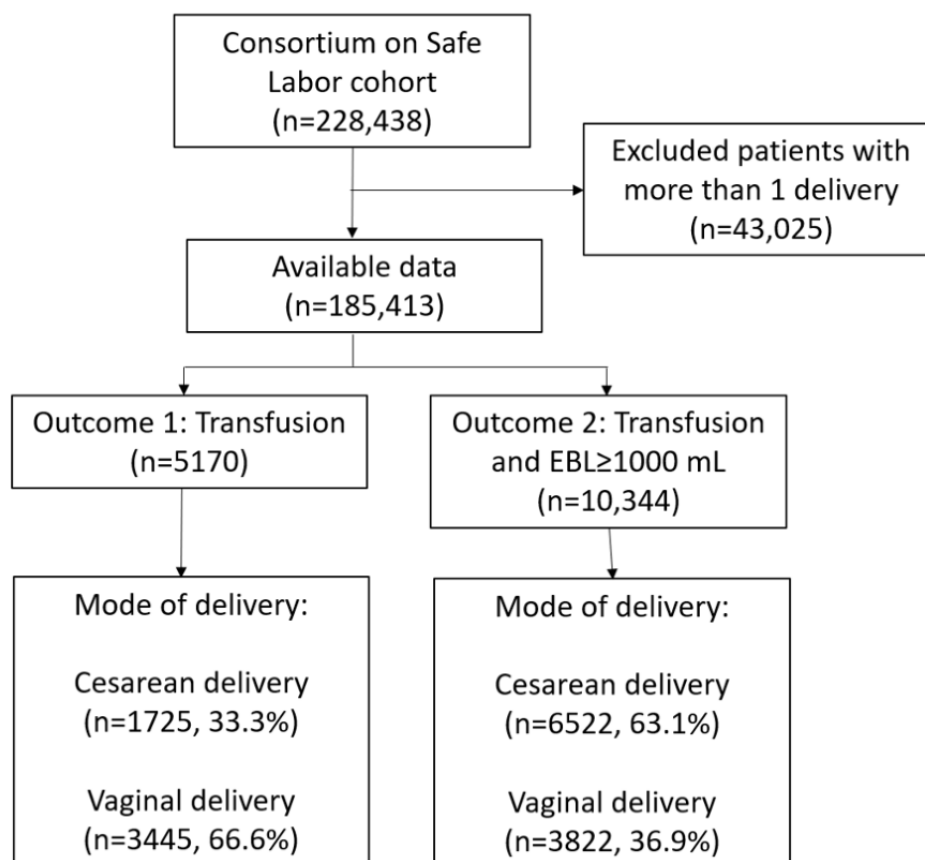 Consortium on Safe
Labor cohort
(n=228,438)
Excluded patients with
more than 1 delivery
(n=43,025)
Available data
(n=185,413)
Outcome 1: Transfusion
(n=5170)
Outcome 2: Transfusion
and EBL≥1000 mL
(n=10,344)
Mode of delivery:
Cesarean delivery
(n=1725, 33.3%)
Vaginal delivery
(n=3445, 66.6%)
Mode of delivery:
Cesarean delivery
(n=6522, 63.1%)
Vaginal delivery
(n=3822, 36.9%)